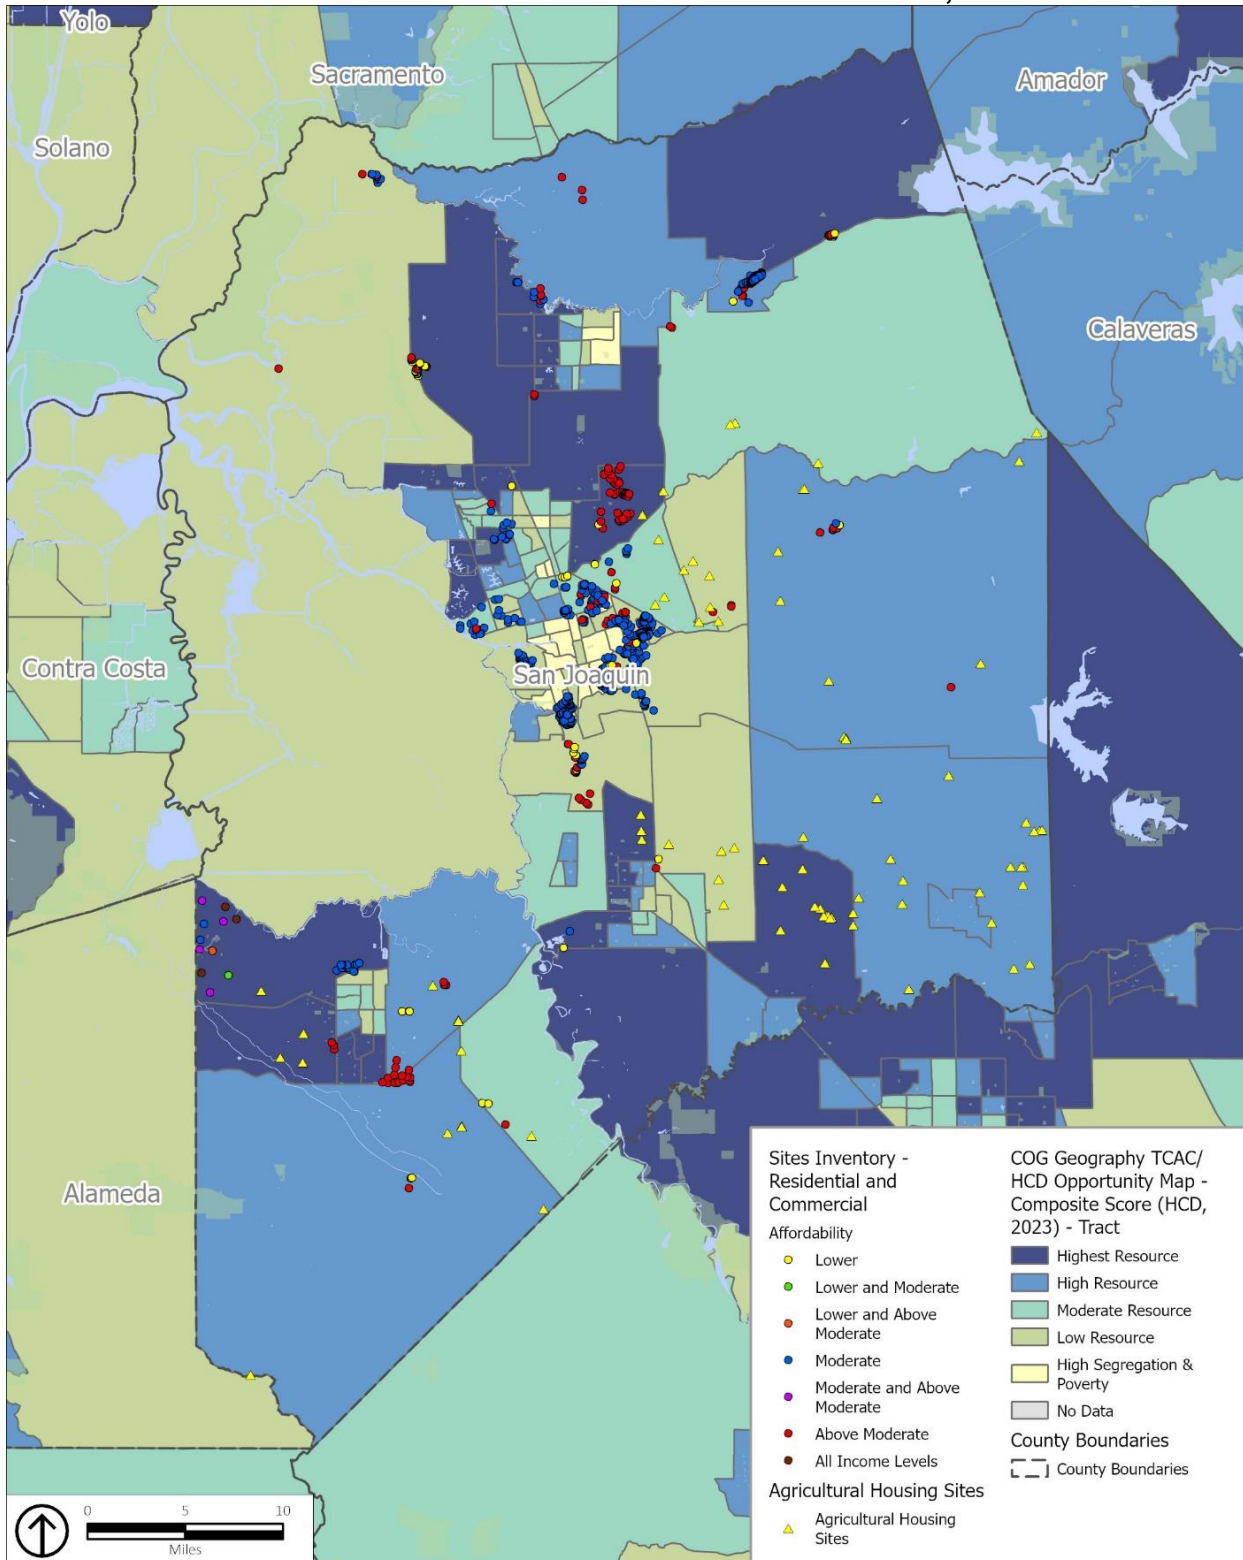 Yolo
Sacramento
Amador
Solano
Calaveras
Contra Costa
San Joaquin
Alameda
Sites Inventory -
Residential and
Commercial
Affordability
Lower
Lower and Moderate
Lower and Above
Moderate
Moderate
Moderate and Above
Moderate
Above Moderate
All Income Levels
Agricultural Housing Sites
Agricultural Housing
Sites
COG Geography TCAC/
HCD Opportunity Map -
Composite Score (HCD,
2023) - Tract
Highest Resource
High Resource
Moderate Resource
Low Resource
High Segregation &
Poverty
No Data
County Boundaries
County Boundaries
0 5 10
Miles